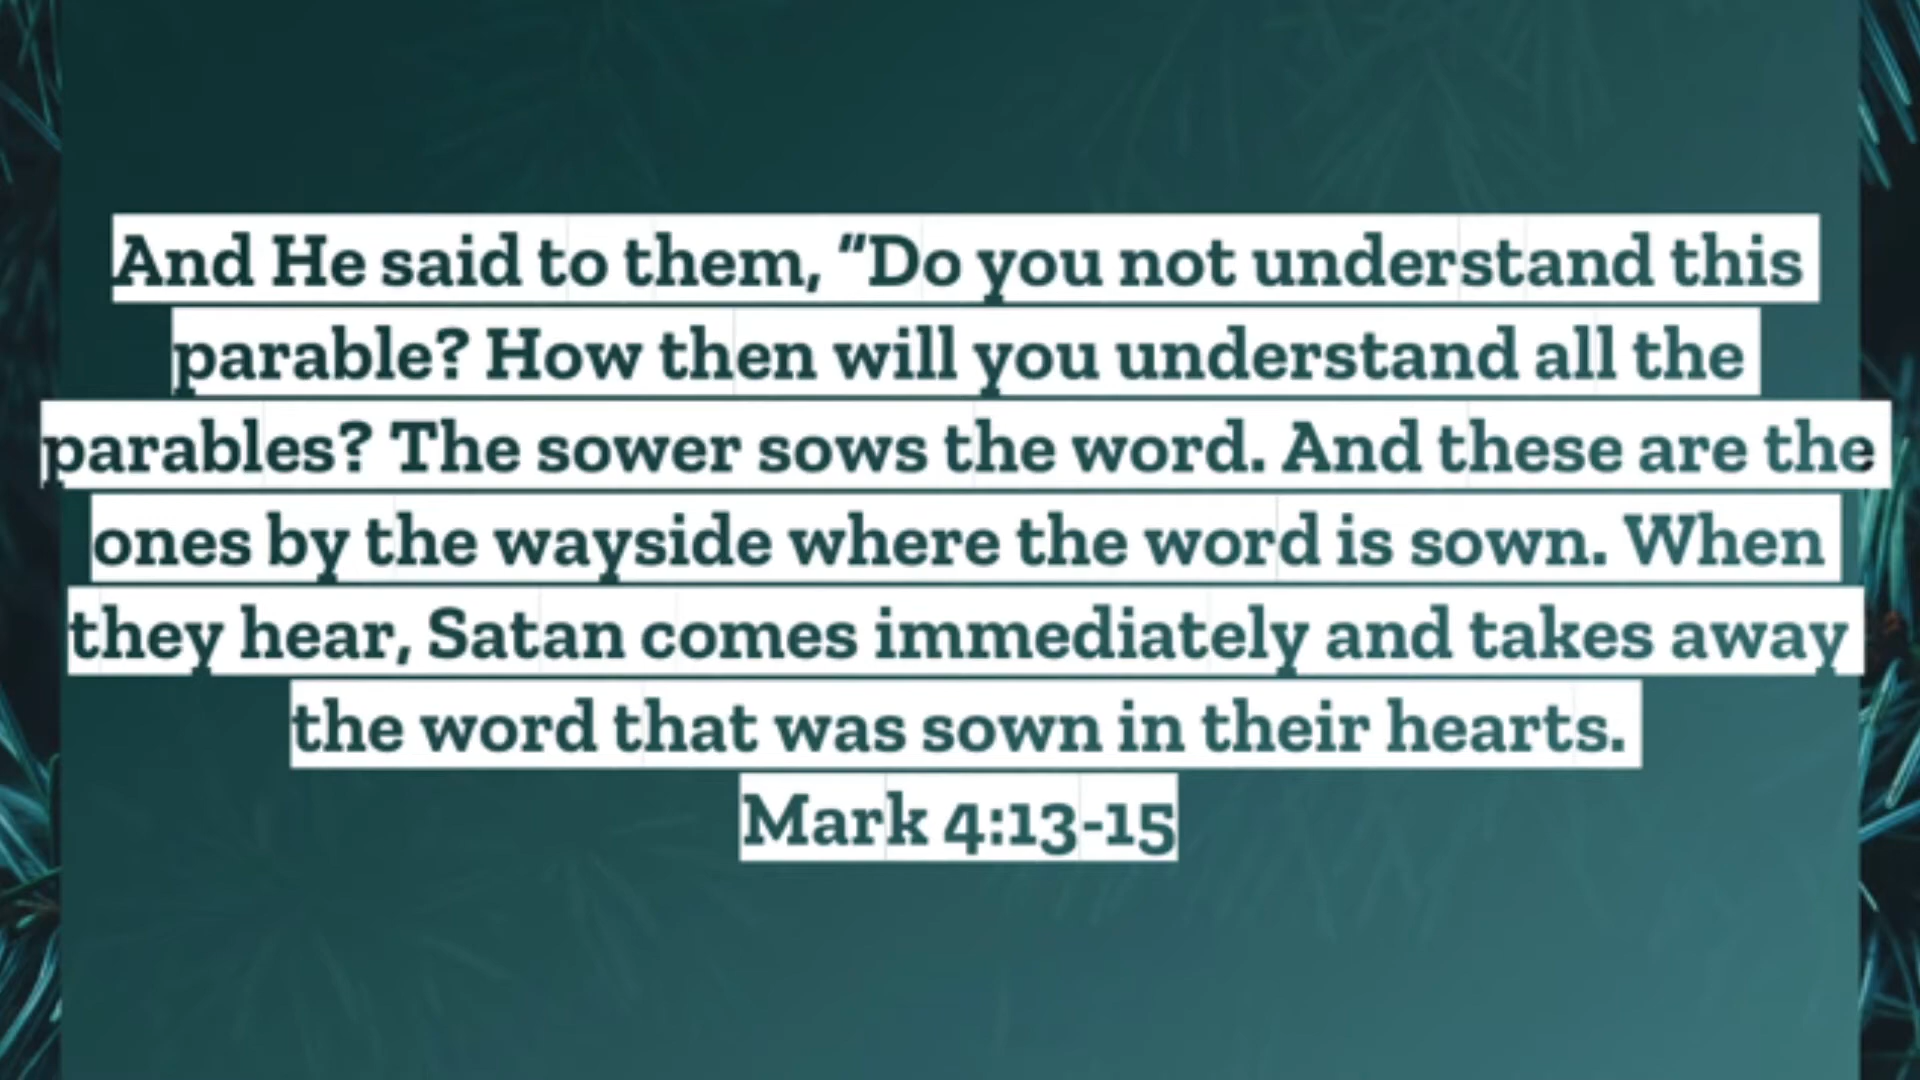 And He said to them, “Do you not understand this
parable? How then will you understand all the
parables? The sower sows the word. And these are the
ones by the wayside where the word is sown. When
they hear, Satan comes immediately and takes away
the word that was sown in their hearts.
Mark 4:13-15